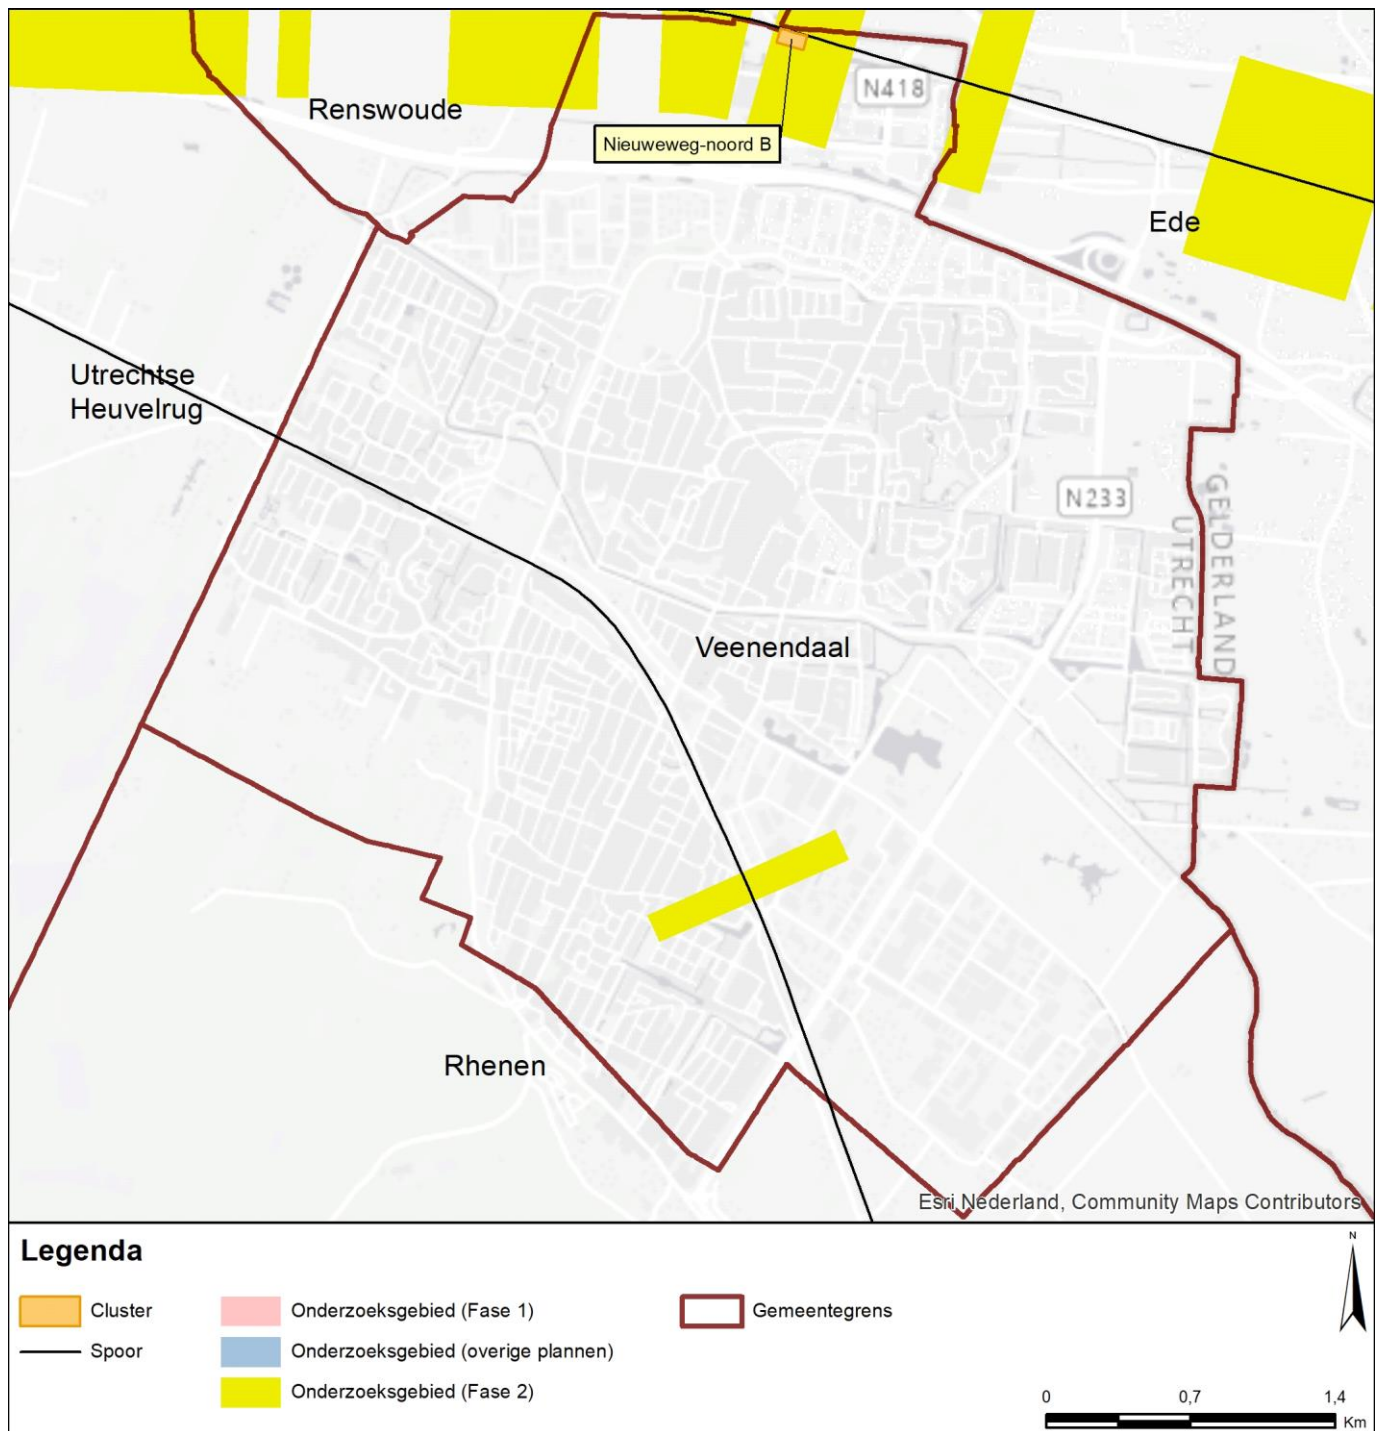 N418
Renswoude
Nieuweweg-noord B
Ede
Utrechtse
Heuvelrug
N233
GELDERLAND
UTRECHT
Veenendaal
Rhenen
Esri Nederland, Community Maps Contributors
Legenda
N
Cluster
Onderzoeksgebied (Fase 1)
Gemeentegrens
Spoor
Onderzoeksgebied (overige plannen)
Onderzoeksgebied (Fase 2)
0 0,7 1,4
Km